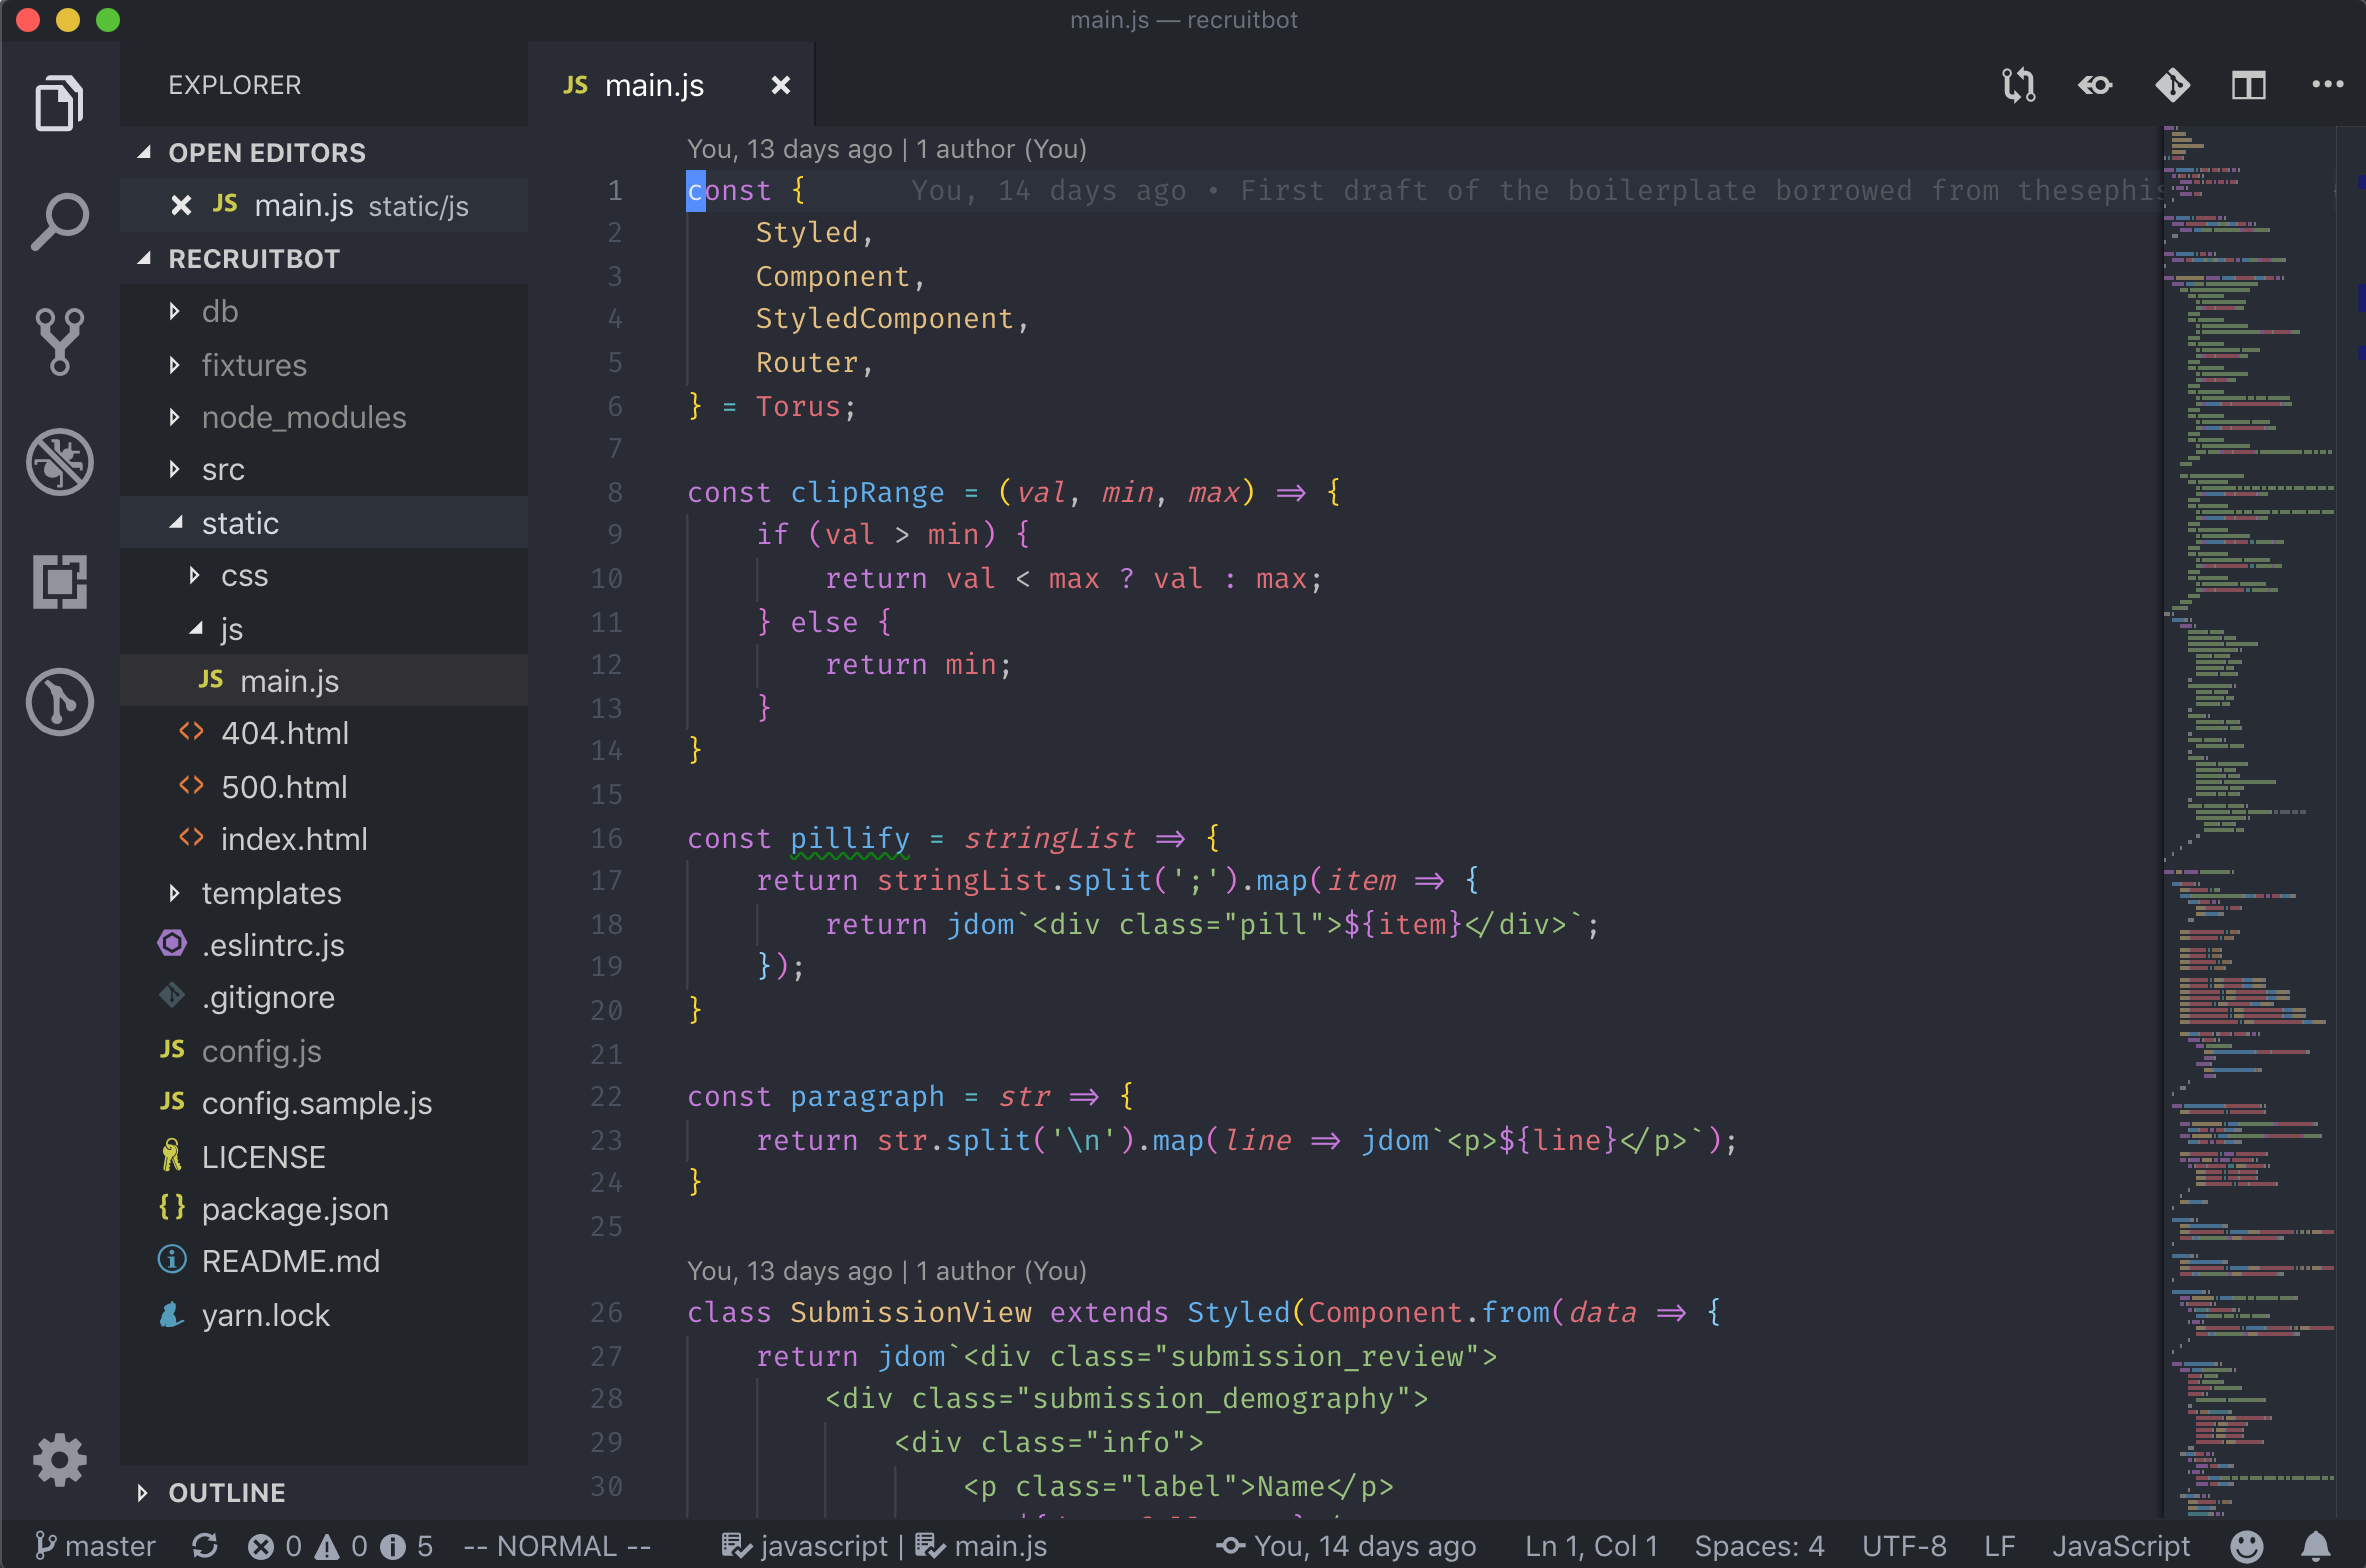 main.js — recruitbot
EXPLORER
OPEN EDITORS
JS main.js static/js
RECRUITBOT
db
fixtures
node_modules
src
static
css
js
JS main.js
<> 404.html
<> 500.html
<> index.html
templates
.eslintrc.js
.gitignore
JS config.js
JS config.sample.js
LICENSE
{} package.json
README.md
yarn.lock
OUTLINE
JS main.js
You, 13 days ago | 1 author (You)
1 const { You, 14 days ago • First draft of the boilerplate borrowed from
2 Styled,
3 Component,
4 StyledComponent,
5 Router,
6 } = Torus;
7
8 const clipRange = (val, min, max) => {
9 if (val > min) {
10 return val < max ? val : max;
11 } else {
12 return min;
13 }
14 }
15
16 const pillify = stringList => {
17 return stringList.split(';').map(item => {
18 return jdom`<div class="pill">${item}</div>`;
19 });
20 }
21
22 const paragraph = str => {
23 return str.split('\n').map(line => jdom`<p>${line}</p>`);
24 }
25
You, 13 days ago | 1 author (You)
26 class SubmissionView extends Styled(Component.from(data => {
27 return jdom`<div class="submission_review">
28 <div class="submission_demography">
29 <div class="info">
30 <p class="label">Name</p>
master 0 0 5 -- NORMAL -- javascript | main.js You, 14 days ago Ln 1, Col 1 Spaces: 4 UTF-8 LF JavaScript